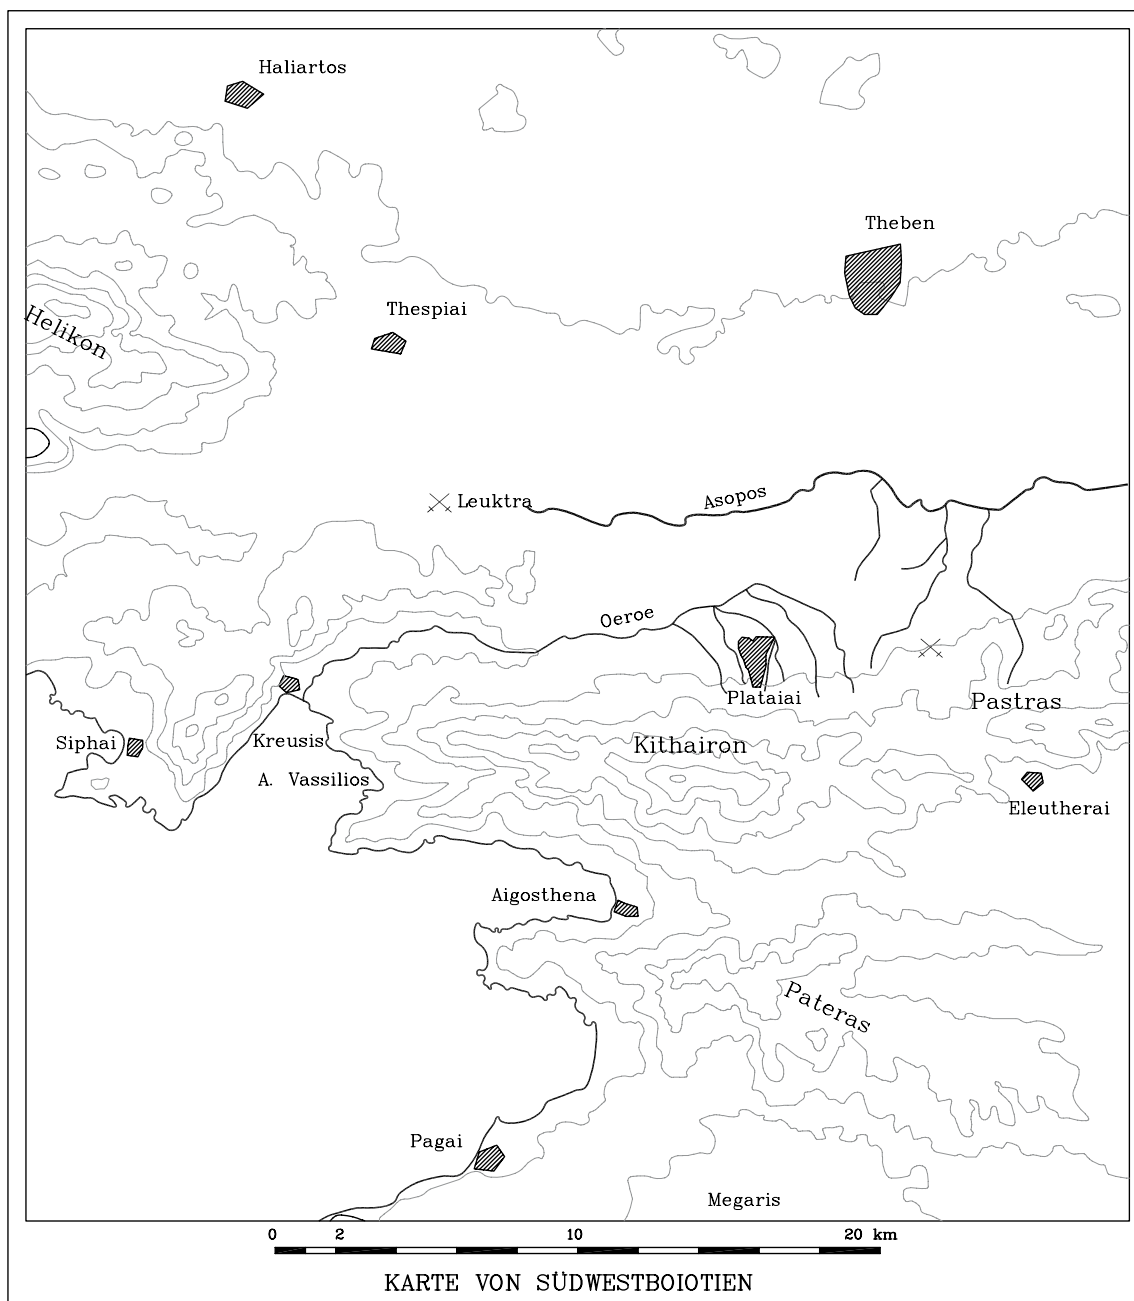 Haliartos
Theben
Thespiai
Helikon
Leuktra
Asopos
Oeroe
Plataiai
Pastras
Siphai
Kreusis
Kithairon
A. Vassilios
Eleutherai
Aigosthena
Pateras
Pagai
Megaris
0 2 10 20 km
KARTE VON SÜDWESTBOIOTIEN